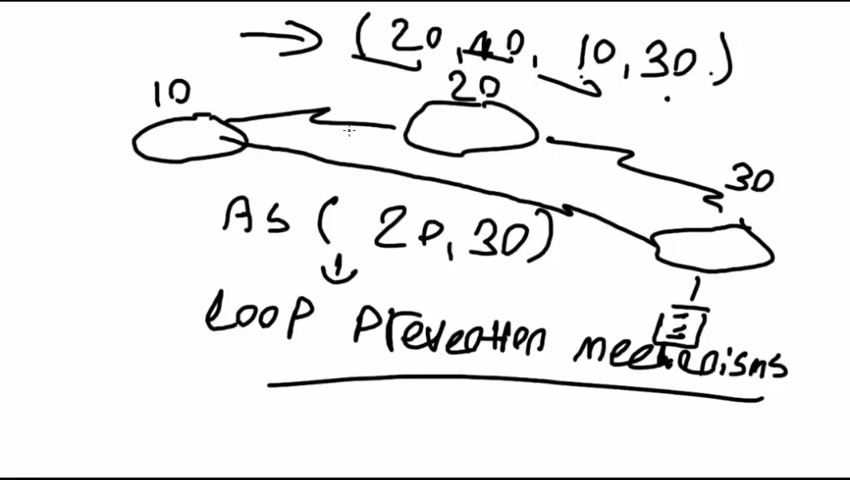 (20, 40, 10, 30.)
10
20
30
AS (20, 30)
Loop Prevention mechanisms